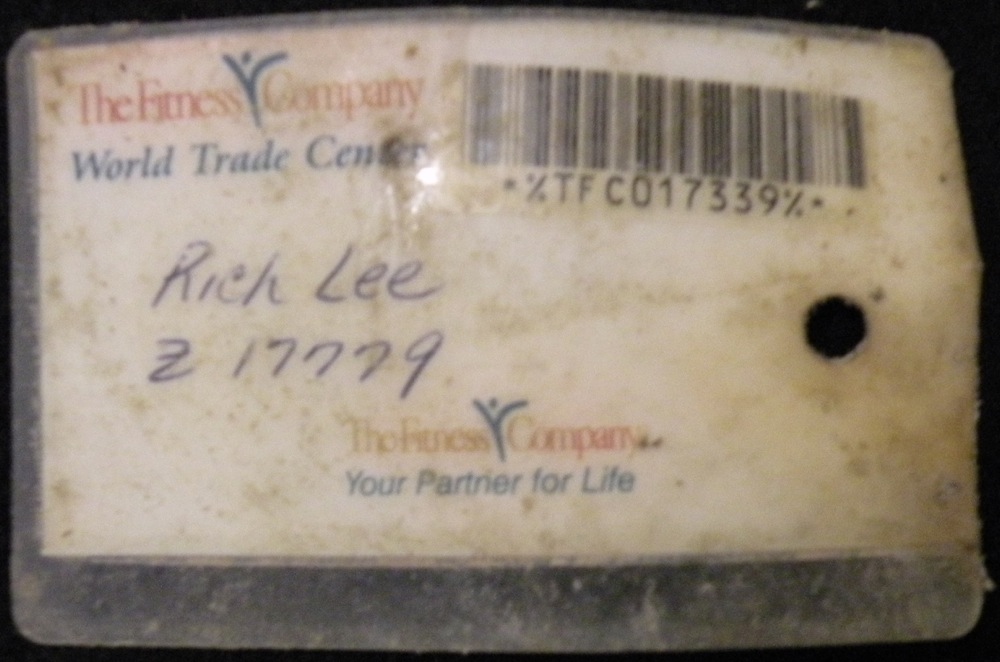 The Fitness Company
World Trade Center
*%TFC017339%*
Rich Lee
Z 17779
The Fitness Company
Your Partner for Life